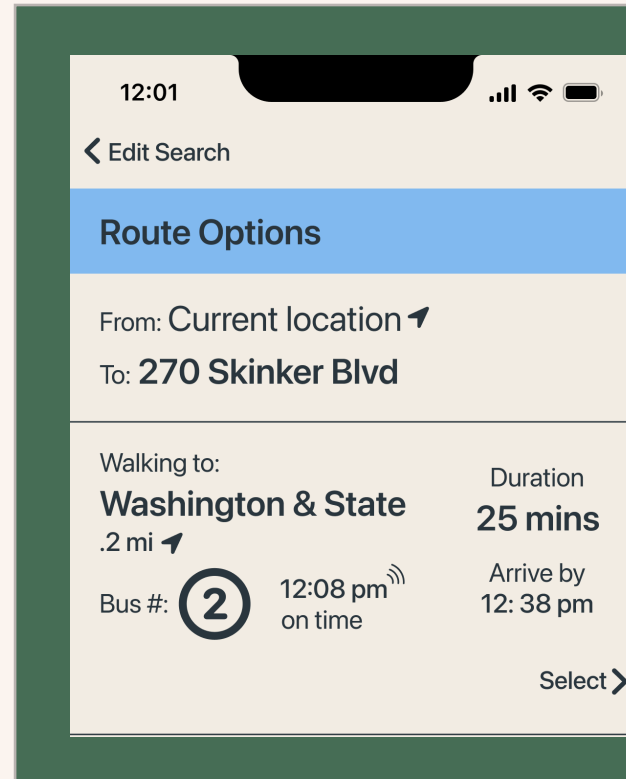 12:01
Edit Search
Route Options
From: Current location
To: 270 Skinker Blvd
Walking to:
Washington & State
.2 mi
Bus #: 2
12:08 pm
on time
Duration
25 mins
Arrive by
12: 38 pm
Select